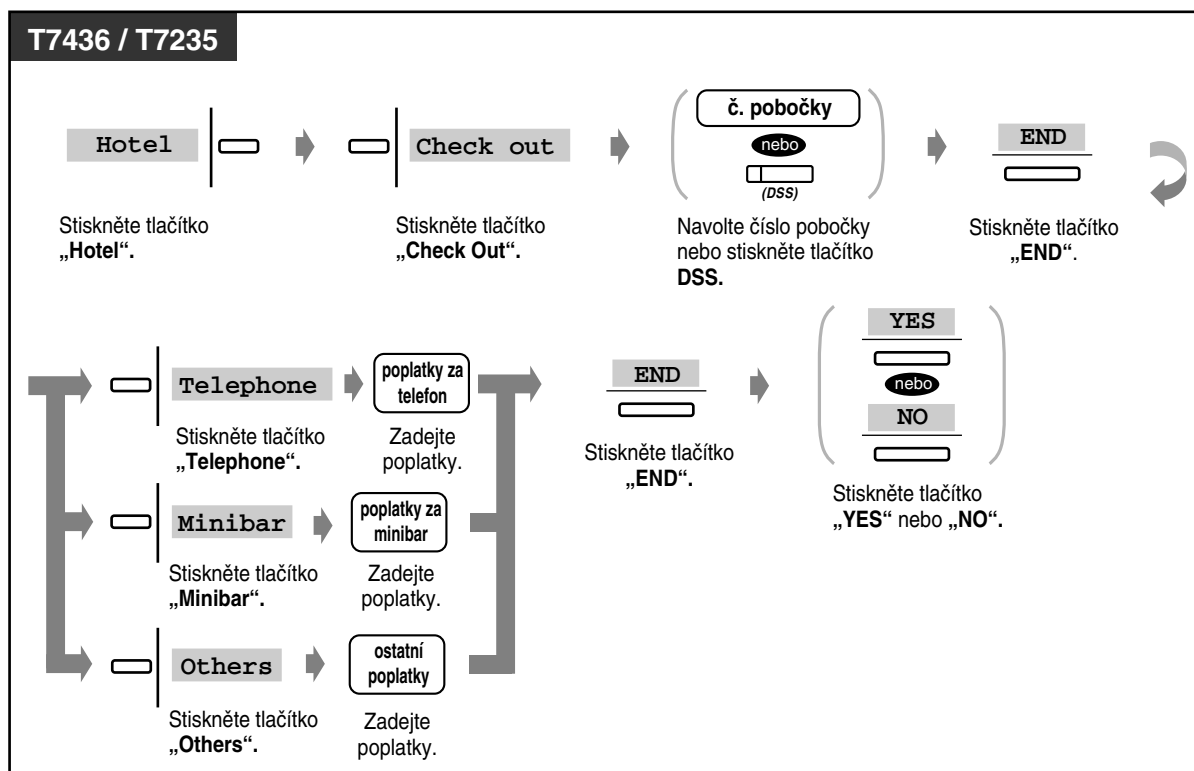 T7436 / T7235
Hotel
Check out
č. pobočky
nebo
(DSS)
END
Stiskněte tlačítko
„Hotel“.
Stiskněte tlačítko
„Check Out“.
Navolte číslo pobočky
nebo stiskněte tlačítko
DSS.
Stiskněte tlačítko
„END“.
Telephone
poplatky za
telefon
Stiskněte tlačítko
„Telephone“.
Zadejte
poplatky.
Minibar
poplatky za
minibar
Stiskněte tlačítko
„Minibar“.
Zadejte
poplatky.
Others
ostatní
poplatky
Stiskněte tlačítko
„Others“.
Zadejte
poplatky.
END
Stiskněte tlačítko
„END“.
YES
nebo
NO
Stiskněte tlačítko
„YES“ nebo „NO“.